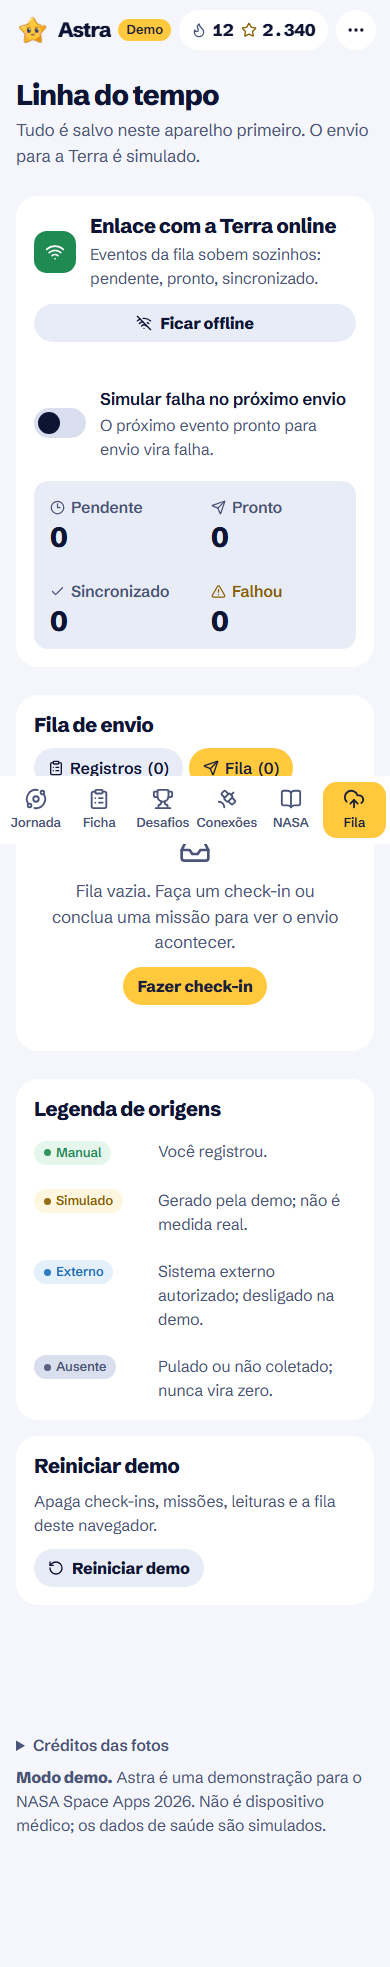 Astra Demo 12 2.340
Linha do tempo
Tudo é salvo neste aparelho primeiro. O envio
para a Terra é simulado.
Enlace com a Terra online
Eventos da fila sobem sozinhos:
pendente, pronto, sincronizado.
Ficar offline
Simular falha no próximo envio
O próximo evento pronto para
envio vira falha.
Pendente
0
Pronto
0
Sincronizado
0
Falhou
0
Fila de envio
Registros (0) Fila (0)
Jornada Ficha Desafios Conexões NASA Fila
Fila vazia. Faça um check-in ou
conclua uma missão para ver o envio
acontecer.
Fazer check-in
Legenda de origens
Manual Você registrou.
Simulado Gerado pela demo; não é
medida real.
Externo Sistema externo
autorizado; desligado na
demo.
Ausente Pulado ou não coletado;
nunca vira zero.
Reiniciar demo
Apaga check-ins, missões, leituras e a fila
deste navegador.
Reiniciar demo
Créditos das fotos
Modo demo. Astra é uma demonstração para o
NASA Space Apps 2026. Não é dispositivo
médico; os dados de saúde são simulados.